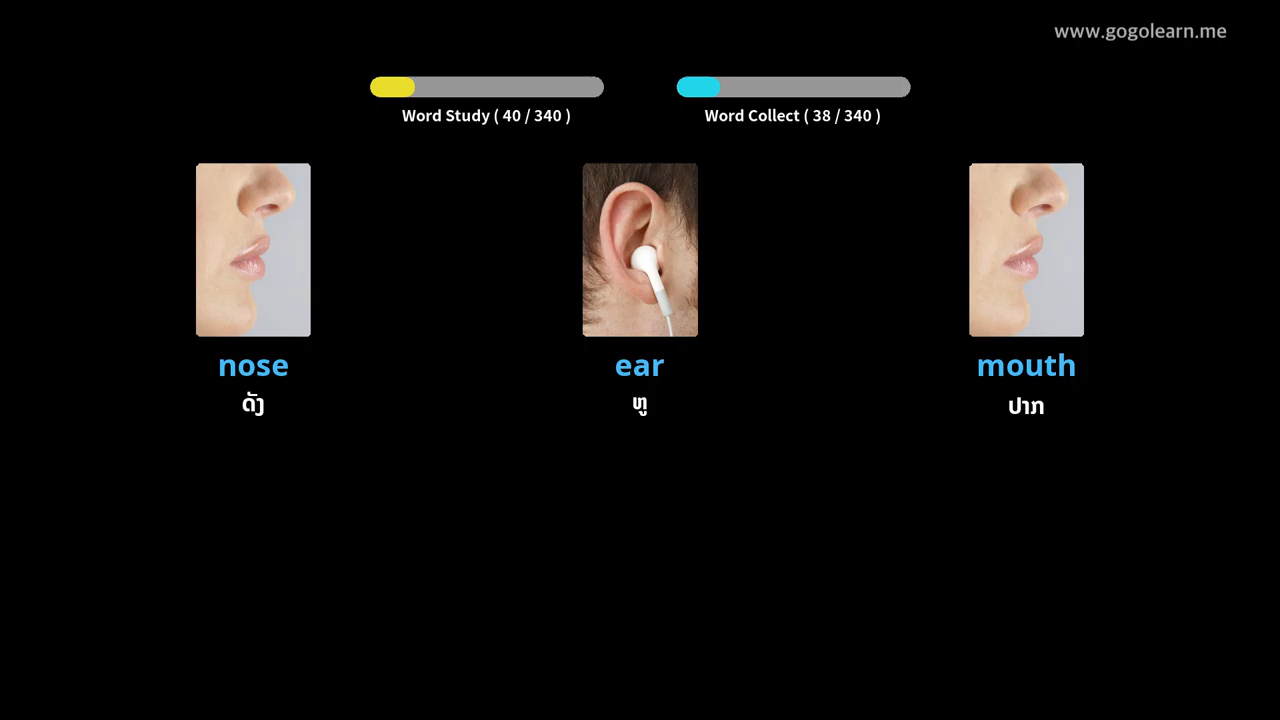 www.gogolearn.me
Word Study ( 40 / 340 )
Word Collect ( 38 / 340 )
nose
ear
mouth
ດັງ
ຫູ
ປາກ